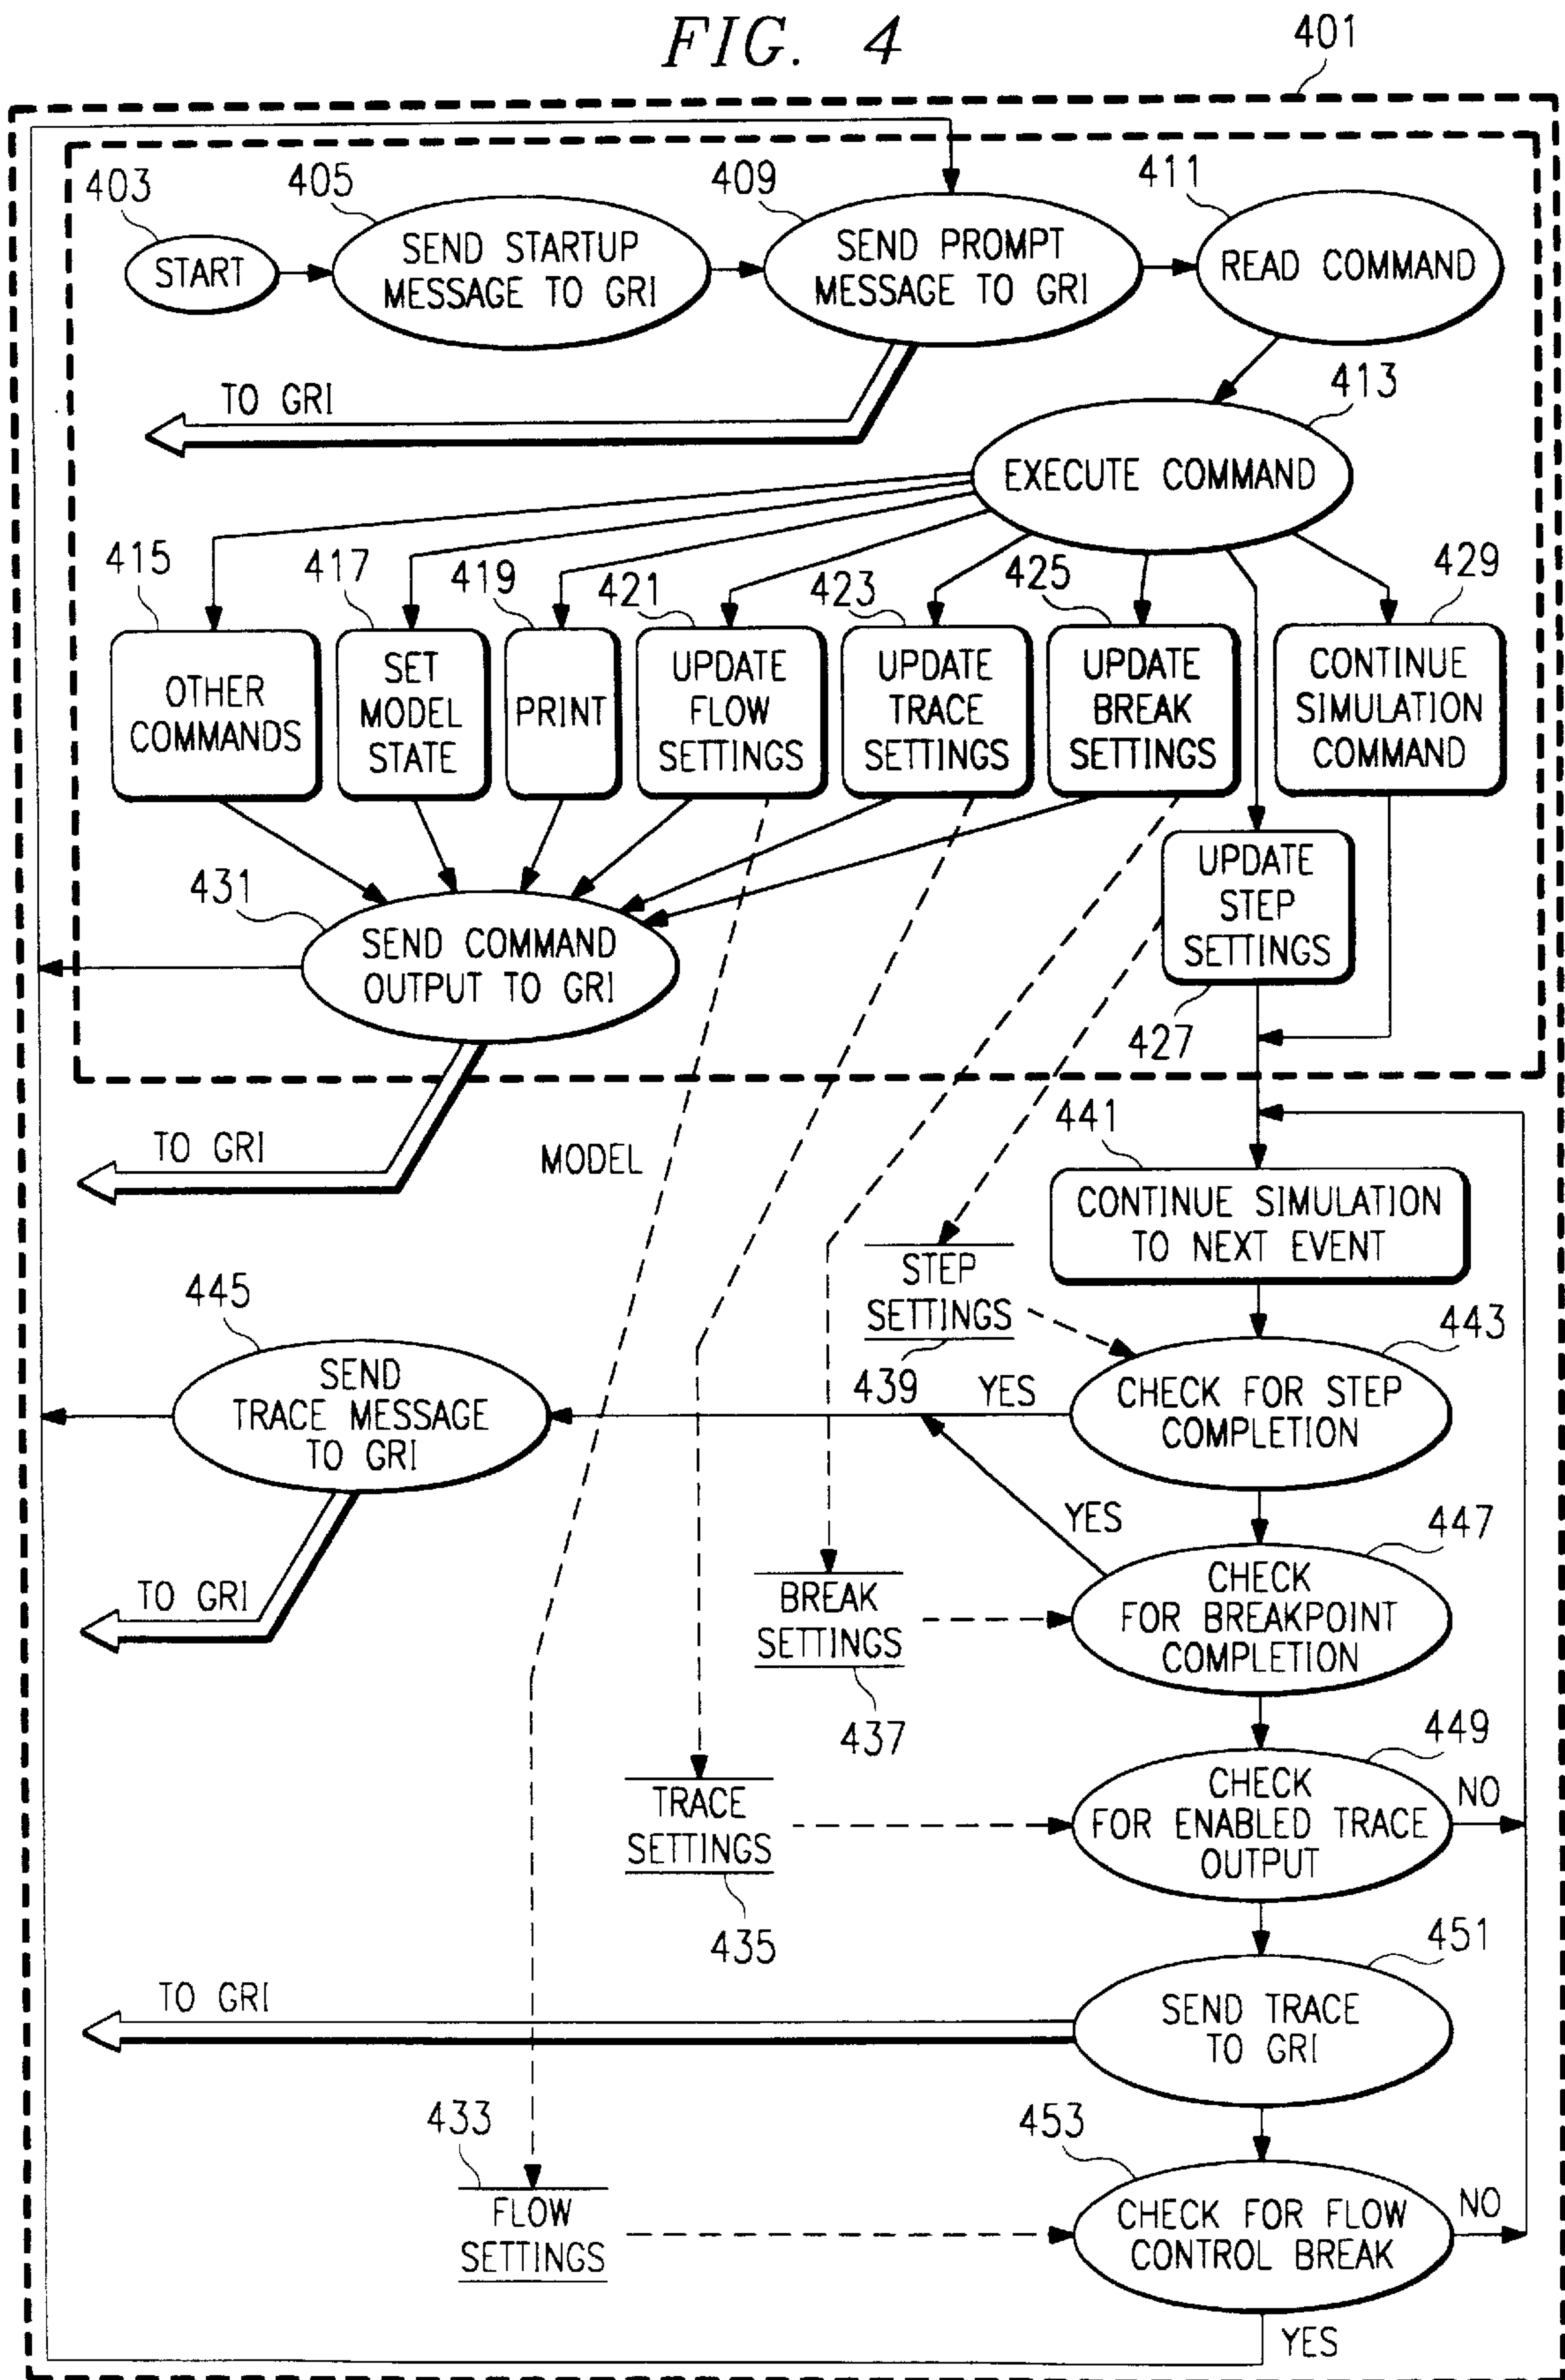 FIG. 4
401
403
405
409
411
START
SEND STARTUP
MESSAGE TO GRI
SEND PROMPT
MESSAGE TO GRI
READ COMMAND
TO GRI
413
EXECUTE COMMAND
415
417
419
421
423
425
429
OTHER
COMMANDS
SET
MODEL
STATE
PRINT
UPDATE
FLOW
SETTINGS
UPDATE
TRACE
SETTINGS
UPDATE
BREAK
SETTINGS
CONTINUE
SIMULATION
COMMAND
UPDATE
STEP
SETTINGS
427
431
SEND COMMAND
OUTPUT TO GRI
TO GRI
MODEL
441
CONTINUE SIMULATION
TO NEXT EVENT
STEP
SETTINGS
439
443
CHECK FOR STEP
COMPLETION
YES
445
SEND
TRACE MESSAGE
TO GRI
TO GRI
YES
447
CHECK
FOR BREAKPOINT
COMPLETION
BREAK
SETTINGS
437
449
CHECK
FOR ENABLED TRACE
OUTPUT
NO
TRACE
SETTINGS
435
451
SEND TRACE
TO GRI
TO GRI
433
FLOW
SETTINGS
453
CHECK FOR FLOW
CONTROL BREAK
NO
YES